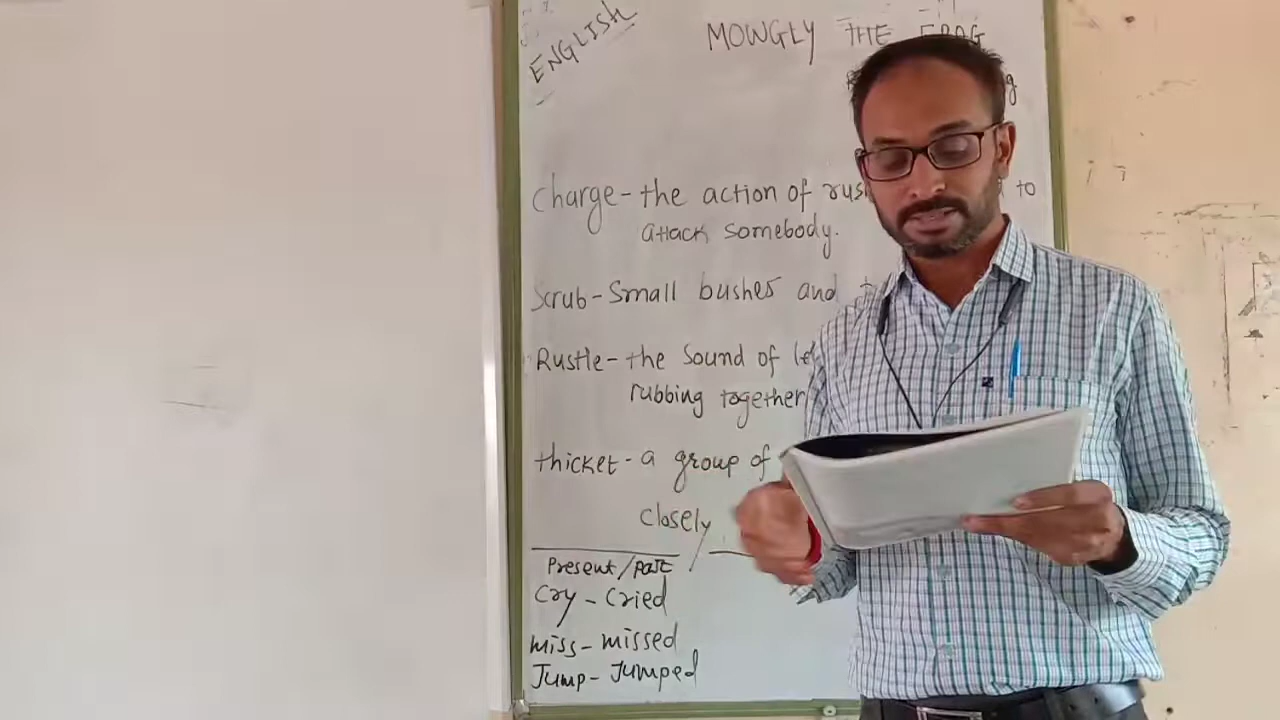 ENGLISH
MOWGLY THE FROG
Charge - the action of to
attack somebody.
Scrub - Small bushes and
Rustle - the sound of
rubbing together
thicket - a group of
Closely
Present / past
Cry - Cried
miss - missed
Jump - Jumped